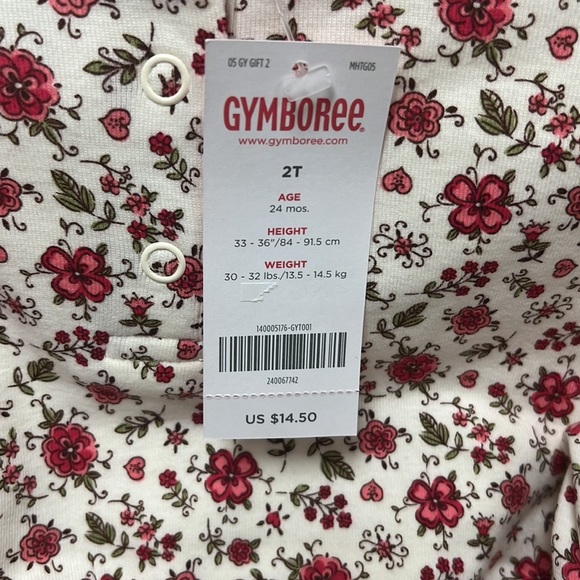 05 GY GIFT 2 MHTG05
GYMBOREE®
www.gymboree.com
2T
AGE
24 mos.
HEIGHT
33 - 36"/84 - 91.5 cm
WEIGHT
30 - 32 lbs./13.5 - 14.5 kg
140005176-GYT001
240067742
US $14.50